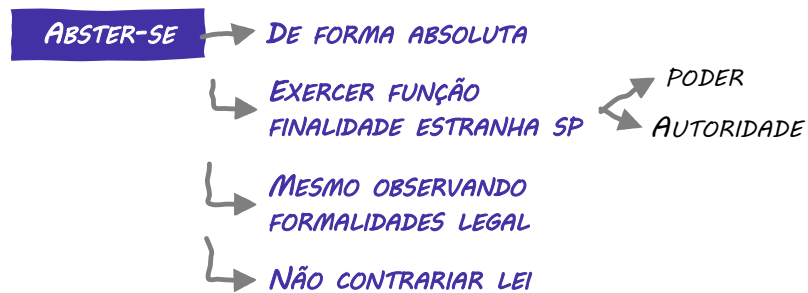 ABSTER-SE
DE FORMA ABSOLUTA
EXERCER FUNÇÃO
FINALIDADE ESTRANHA SP
PODER
AUTORIDADE
MESMO OBSERVANDO
FORMALIDADES LEGAL
NÃO CONTRARIAR LEI